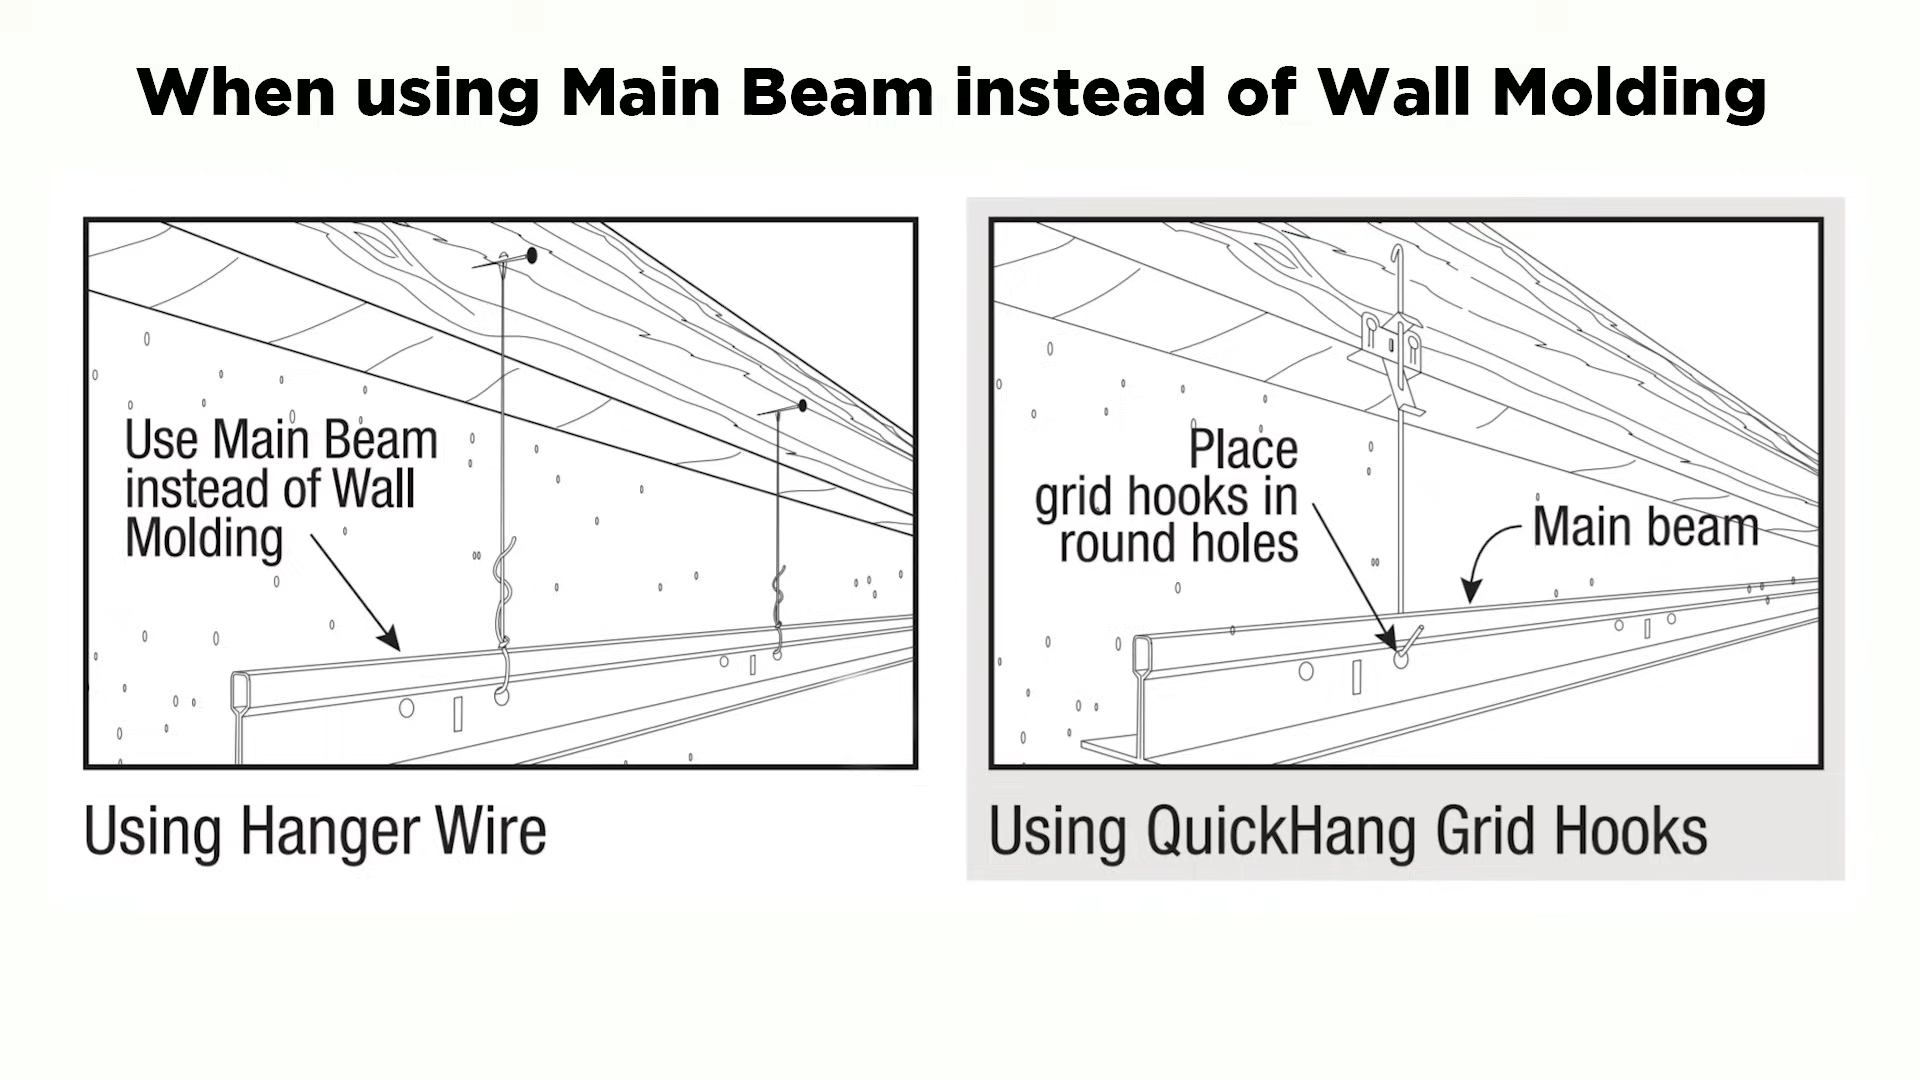 When using Main Beam instead of Wall Molding
Use Main Beam
instead of Wall
Molding
Using Hanger Wire
Place
grid hooks in
round holes
Main beam
Using QuickHang Grid Hooks